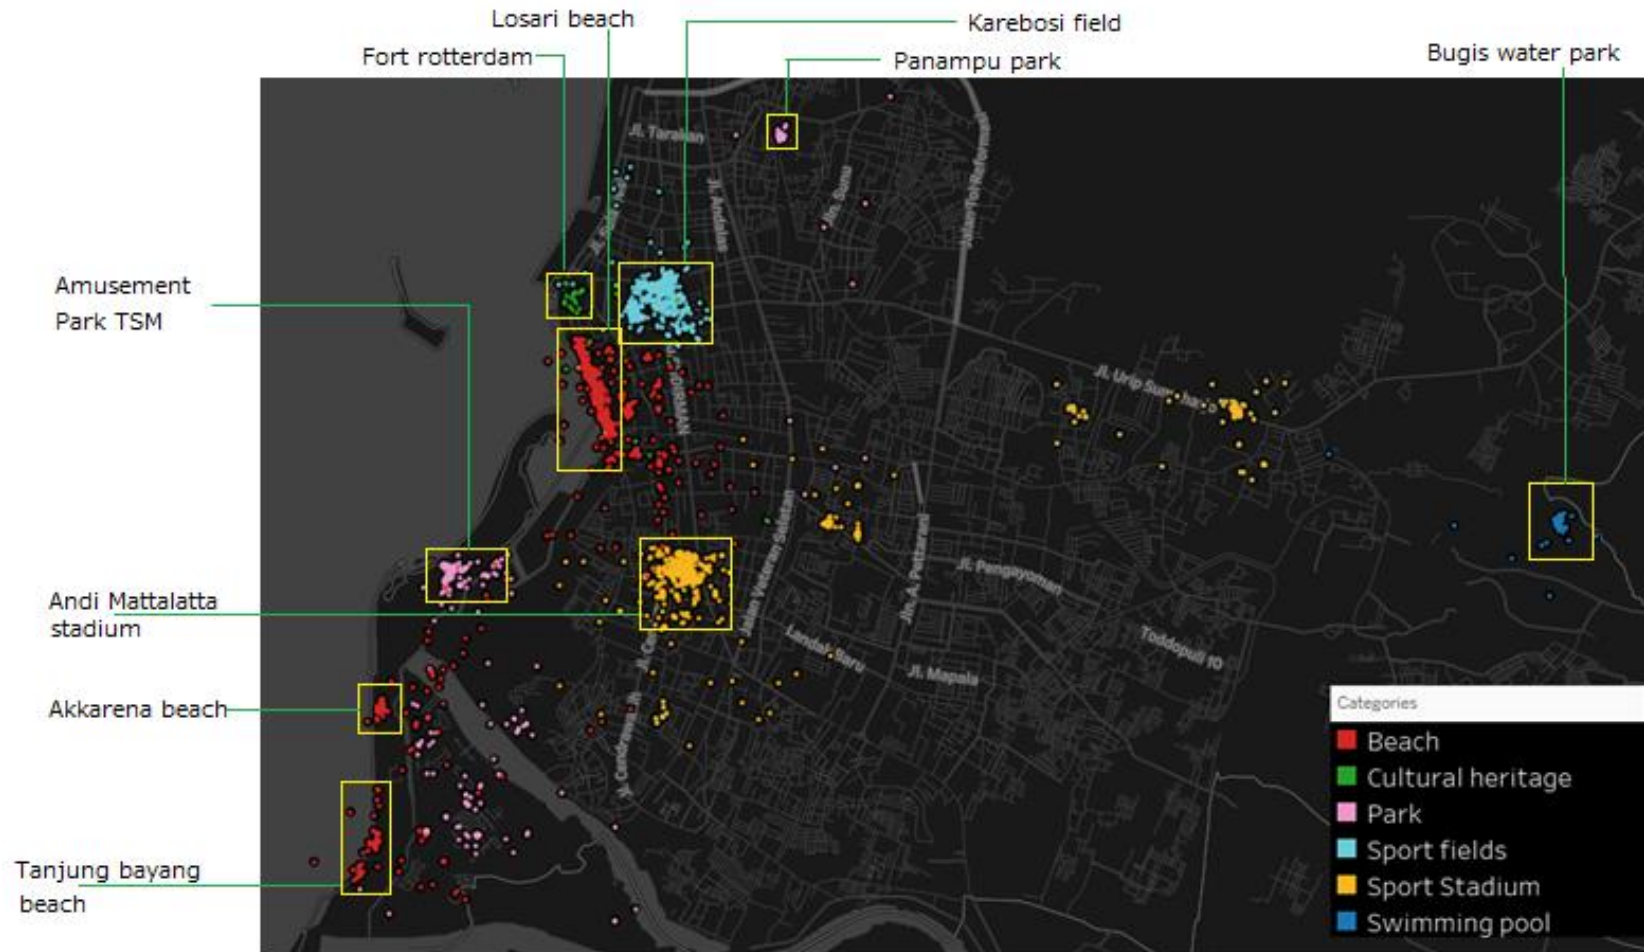 Losari beach
Karebosi field
Fort rotterdam
Panampu park
Bugis water park
Jl. Tarakan
Jl. Andalas
Jln. Sunu
Jalan Tol Reformasi
Amusement
Park TSM
Jl. Urip Sumoharjo
Jalan Veteran Selatan
Jln. A. Pettarani
Jl. Pengayoman
Andi Mattalatta
stadium
Landak Baru
Toddopuli 10
Jl. Mapala
Akkarena beach
Jl. Cendrawasih
Tanjung bayang
beach
Categories
Beach
Cultural heritage
Park
Sport fields
Sport Stadium
Swimming pool